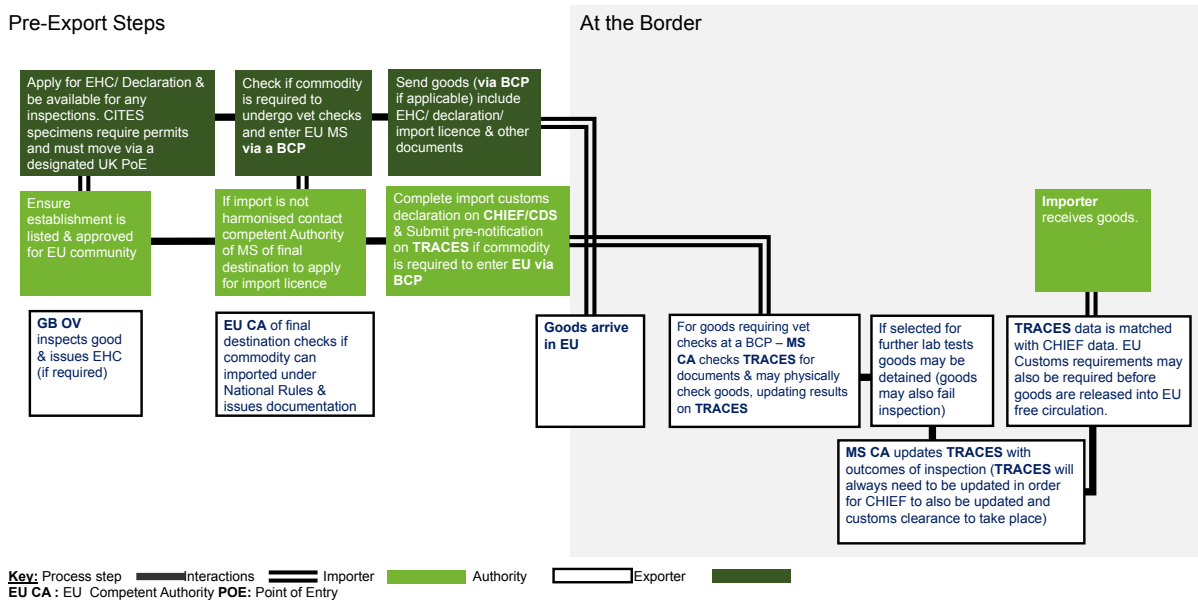 Pre-Export Steps
At the Border
Apply for EHC/ Declaration &
be available for any
inspections. CITES
specimens require permits
and must move via a
designated UK PoE
Check if commodity
is required to
undergo vet checks
and enter EU MS
via a BCP
Send goods (via BCP
if applicable) include
EHC/ declaration/
import licence & other
documents
Ensure
establishment is
listed & approved
for EU community
If import is not
harmonised contact
competent Authority
of MS of final
destination to apply
for import licence
Complete import customs
declaration on CHIEF/CDS
& Submit pre-notification
on TRACES if commodity
is required to enter EU via
BCP
Importer
receives goods.
GB OV
inspects good
& issues EHC
(if required)
EU CA of final
destination checks if
commodity can
imported under
National Rules &
issues documentation
Goods arrive
in EU
For goods requiring vet
checks at a BCP – MS
CA checks TRACES for
documents & may physically
check goods, updating results
on TRACES
If selected for
further lab tests
goods may be
detained (goods
may also fail
inspection)
TRACES data is matched
with CHIEF data. EU
Customs requirements may
also be required before
goods are released into EU
free circulation.
MS CA updates TRACES with
outcomes of inspection (TRACES will
always need to be updated in order
for CHIEF to also be updated and
customs clearance to take place)
Key: Process step Interactions Importer Authority Exporter
EU CA : EU Competent Authority POE: Point of Entry